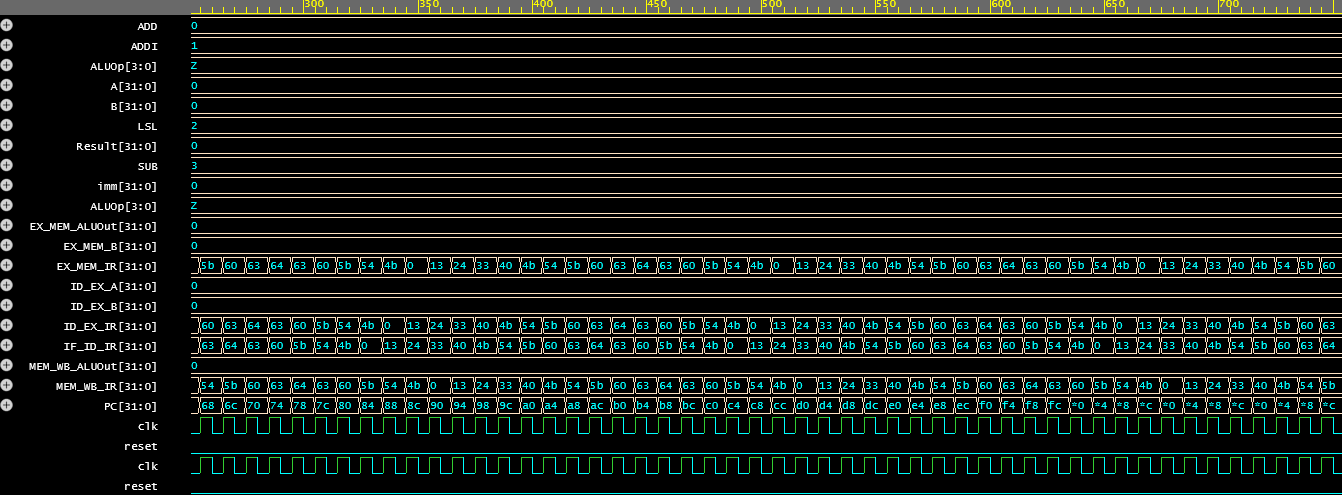 300 350 400 450 500 550 600 650 700
ADD 0
ADDI 1
ALUOp[3:0] Z
A[31:0] 0
B[31:0] 0
LSL 2
Result[31:0] 0
SUB 3
imm[31:0] 0
ALUOp[3:0] Z
EX_MEM_ALUOut[31:0] 0
EX_MEM_B[31:0] 0
EX_MEM_IR[31:0] 5b 60 63 64 63 60 5b 54 4b 0 13 24 33 40 4b 54 5b 60 63 64 63 60 5b 54 4b 0 13 24 33 40 4b 54 5b 60 63 64 63 60 5b 54 4b 0 13 24 33 40 4b 54 5b 60
ID_EX_A[31:0] 0
ID_EX_B[31:0] 0
ID_EX_IR[31:0] 60 63 64 63 60 5b 54 4b 0 13 24 33 40 4b 54 5b 60 63 64 63 60 5b 54 4b 0 13 24 33 40 4b 54 5b 60 63 64 63 60 5b 54 4b 0 13 24 33 40 4b 54 5b 60 63
IF_ID_IR[31:0] 63 64 63 60 5b 54 4b 0 13 24 33 40 4b 54 5b 60 63 64 63 60 5b 54 4b 0 13 24 33 40 4b 54 5b 60 63 64 63 60 5b 54 4b 0 13 24 33 40 4b 54 5b 60 63 64
MEM_WB_ALUOut[31:0] 0
MEM_WB_IR[31:0] 54 5b 60 63 64 63 60 5b 54 4b 0 13 24 33 40 4b 54 5b 60 63 64 63 60 5b 54 4b 0 13 24 33 40 4b 54 5b 60 63 64 63 60 5b 54 4b 0 13 24 33 40 4b 54 5b
PC[31:0] 68 6c 70 74 78 7c 80 84 88 8c 90 94 98 9c a0 a4 a8 ac b0 b4 b8 bc c0 c4 c8 cc d0 d4 d8 dc e0 e4 e8 ec f0 f4 f8 fc *0 *4 *8 *c *0 *4 *8 *c *0 *4 *8 *c
clk
reset
clk
reset